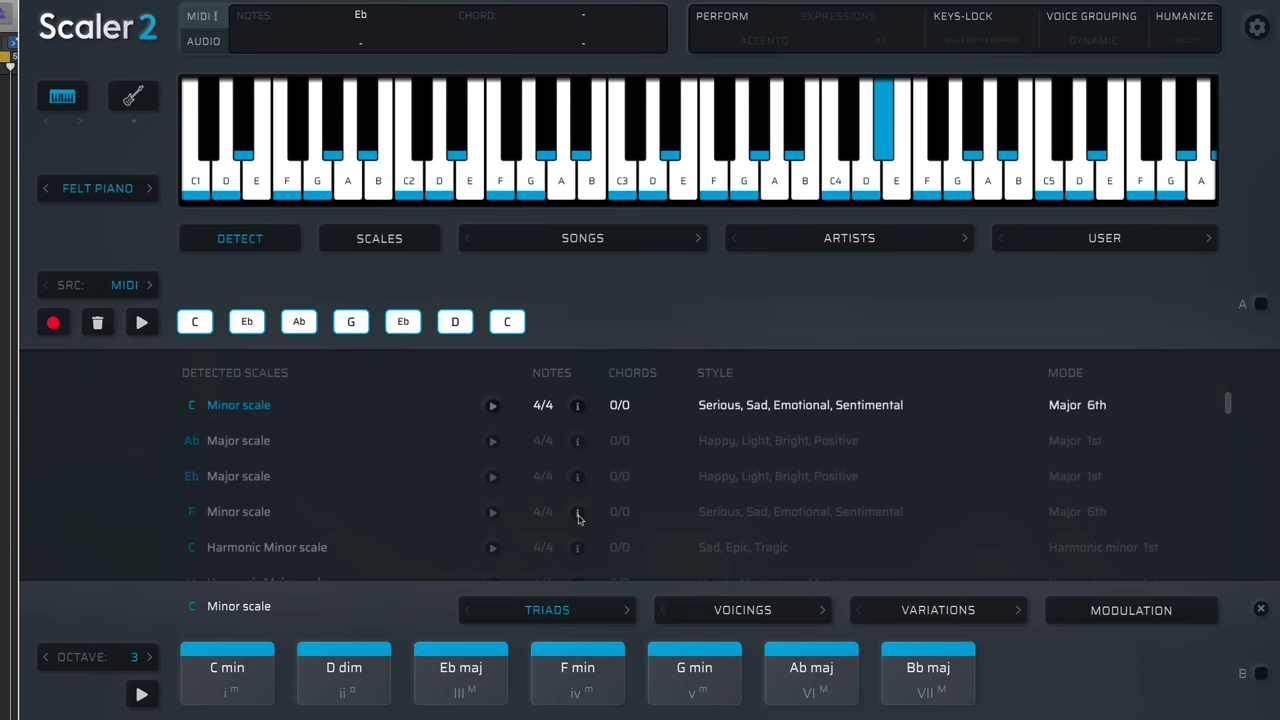 Scaler 2
MIDI !
AUDIO
NOTES: Eb CHORD: -
- -
PERFORM EXPRESSIONS KEYS-LOCK VOICE GROUPING HUMANIZE
ACCENTO X1 SCALE NOTES MAPPED DYNAMIC VELOCITY
5
C1 D E F G A B C2 D E F G A B C3 D E F G A B C4 D E F G A B C5 D E F G A
FELT PIANO
DETECT SCALES SONGS ARTISTS USER
SRC: MIDI
A
C Eb Ab G Eb D C
DETECTED SCALES NOTES CHORDS STYLE MODE
C Minor scale 4/4 i 0/0 Serious, Sad, Emotional, Sentimental Major 6th
Ab Major scale 4/4 i 0/0 Happy, Light, Bright, Positive Major 1st
Eb Major scale 4/4 i 0/0 Happy, Light, Bright, Positive Major 1st
F Minor scale 4/4 i 0/0 Serious, Sad, Emotional, Sentimental Major 6th
C Harmonic Minor scale 4/4 i 0/0 Sad, Epic, Tragic Harmonic minor 1st
C Minor scale TRIADS VOICINGS VARIATIONS MODULATION
OCTAVE: 3
C min D dim Eb maj F min G min Ab maj Bb maj
i m ii o III M iv m v m VI M VII M
B